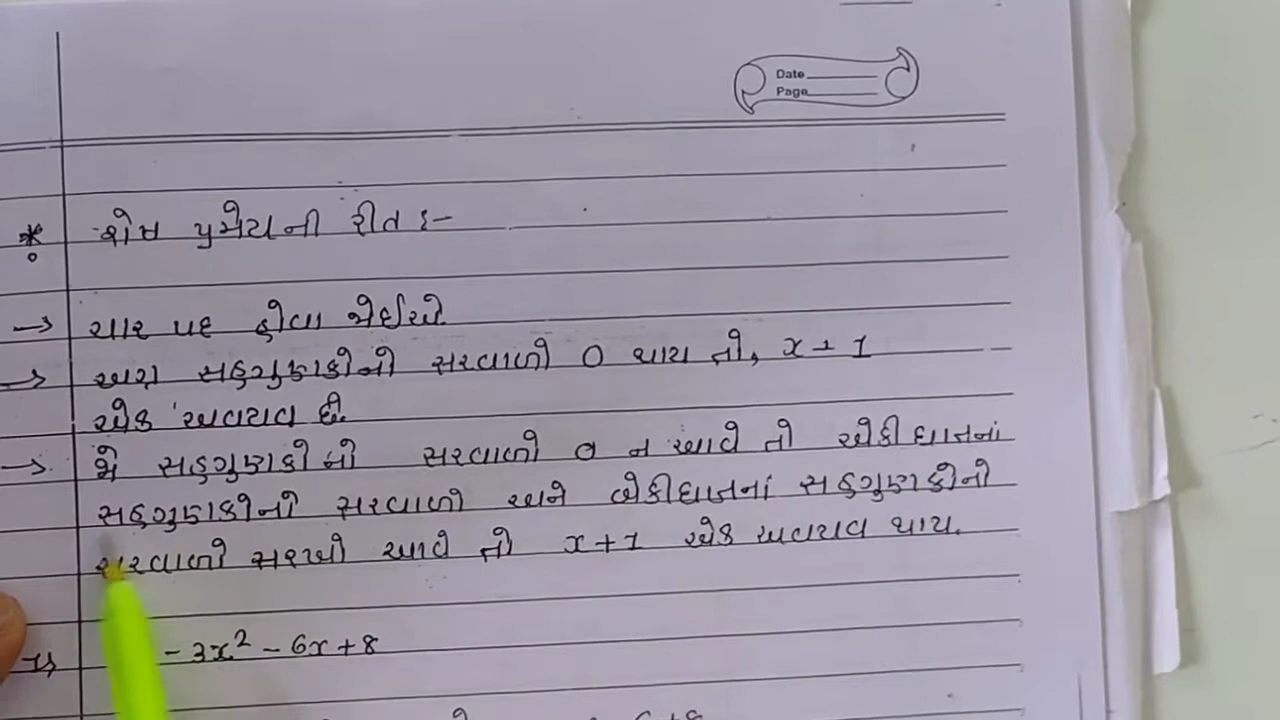 Date
Page
* શેષ પ્રમેયની રીત :-
→ ચાર પદ હોવા જોઈએ.
→ આપણ સહગુણકોનો સરવાળો 0 થાય તો, x - 1
એક અવયવ છે.
→ જો સહગુણકોનો સરવાળો 0 ન આવે તો એકીઘાતનાં
સહગુણકોનો સરવાળો અને બેકીઘાતનાં સહગુણકોનો
સરવાળો સરખો આવે તો x + 1 એક અવયવ થાય.
- 3x² - 6x + 8